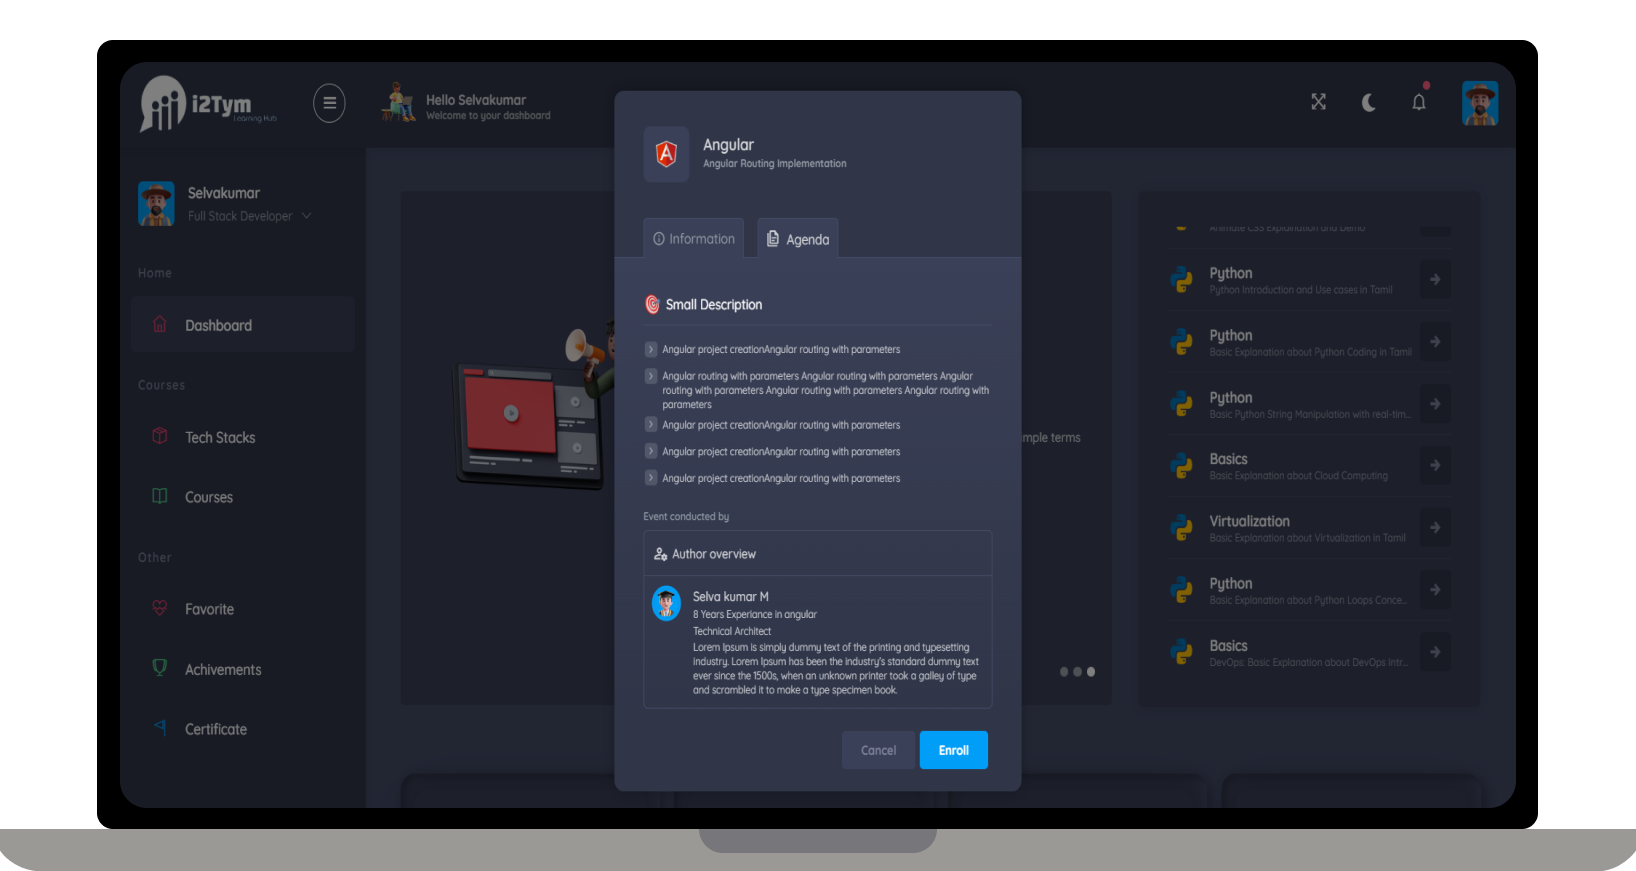 i2Tym
Learning Hub
Hello Selvakumar
Welcome to your dashboard
Selvakumar
Full Stack Developer
Home
Dashboard
Courses
Tech Stacks
Courses
Other
Favorite
Achivements
Certificate
Angular
Angular Routing Implementation
Information
Agenda
Small Description
Angular project creationAngular routing with parameters
Angular routing with parameters Angular routing with parameters Angular
routing with parameters Angular routing with parameters Angular routing with
parameters
Angular project creationAngular routing with parameters
Angular project creationAngular routing with parameters
Angular project creationAngular routing with parameters
Event conducted by
Author overview
Selva kumar M
8 Years Experiance in angular
Technical Architect
Lorem Ipsum is simply dummy text of the printing and typesetting
industry. Lorem Ipsum has been the industry's standard dummy text
ever since the 1500s, when an unknown printer took a galley of type
and scrambled it to make a type specimen book.
Cancel
Enroll
mple terms
Animate CSS Explaination and Demo
Python
Python Introduction and Use cases in Tamil
Python
Basic Explanation about Python Coding in Tamil
Python
Basic Python String Manipulation with real-tim...
Basics
Basic Explanation about Cloud Computing
Virtualization
Basic Explanation about Virtualization in Tamil
Python
Basic Explanation about Python Loops Conce...
Basics
DevOps: Basic Explanation about DevOps Intr...